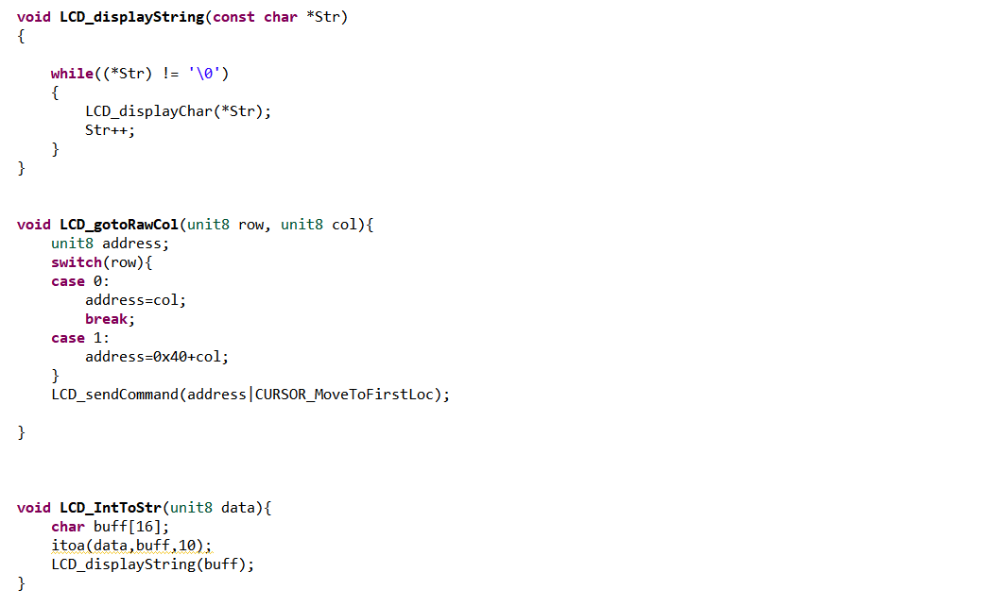 void LCD_displayString(const char *Str)
{
while((*Str) != '\0')
{
LCD_displayChar(*Str);
Str++;
}
}
void LCD_gotoRawCol(unit8 row, unit8 col){
unit8 address;
switch(row){
case 0:
address=col;
break;
case 1:
address=0x40+col;
}
LCD_sendCommand(address|CURSOR_MoveToFirstLoc);
}
void LCD_IntToStr(unit8 data){
char buff[16];
itoa(data,buff,10);
LCD_displayString(buff);
}